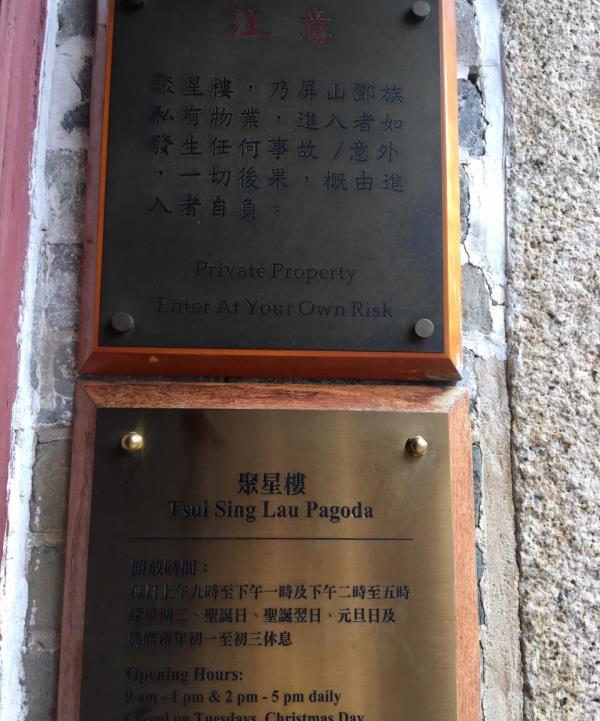 注意
聚星樓，乃屏山鄧族
私有物業，進入者如
發生任何事故/意外
，一切後果，概由進
入者自負。
Private Property
Enter At Your Own Risk
聚星樓
Tsui Sing Lau Pagoda
開放時間：
每日上午九時至下午一時及下午二時至五時
逢星期二、聖誕日、聖誕翌日、元旦日及
農曆新年初一至初三休息
Opening Hours:
9 am - 1 pm & 2 pm - 5 pm daily
Closed on Tuesdays, Christmas Day,